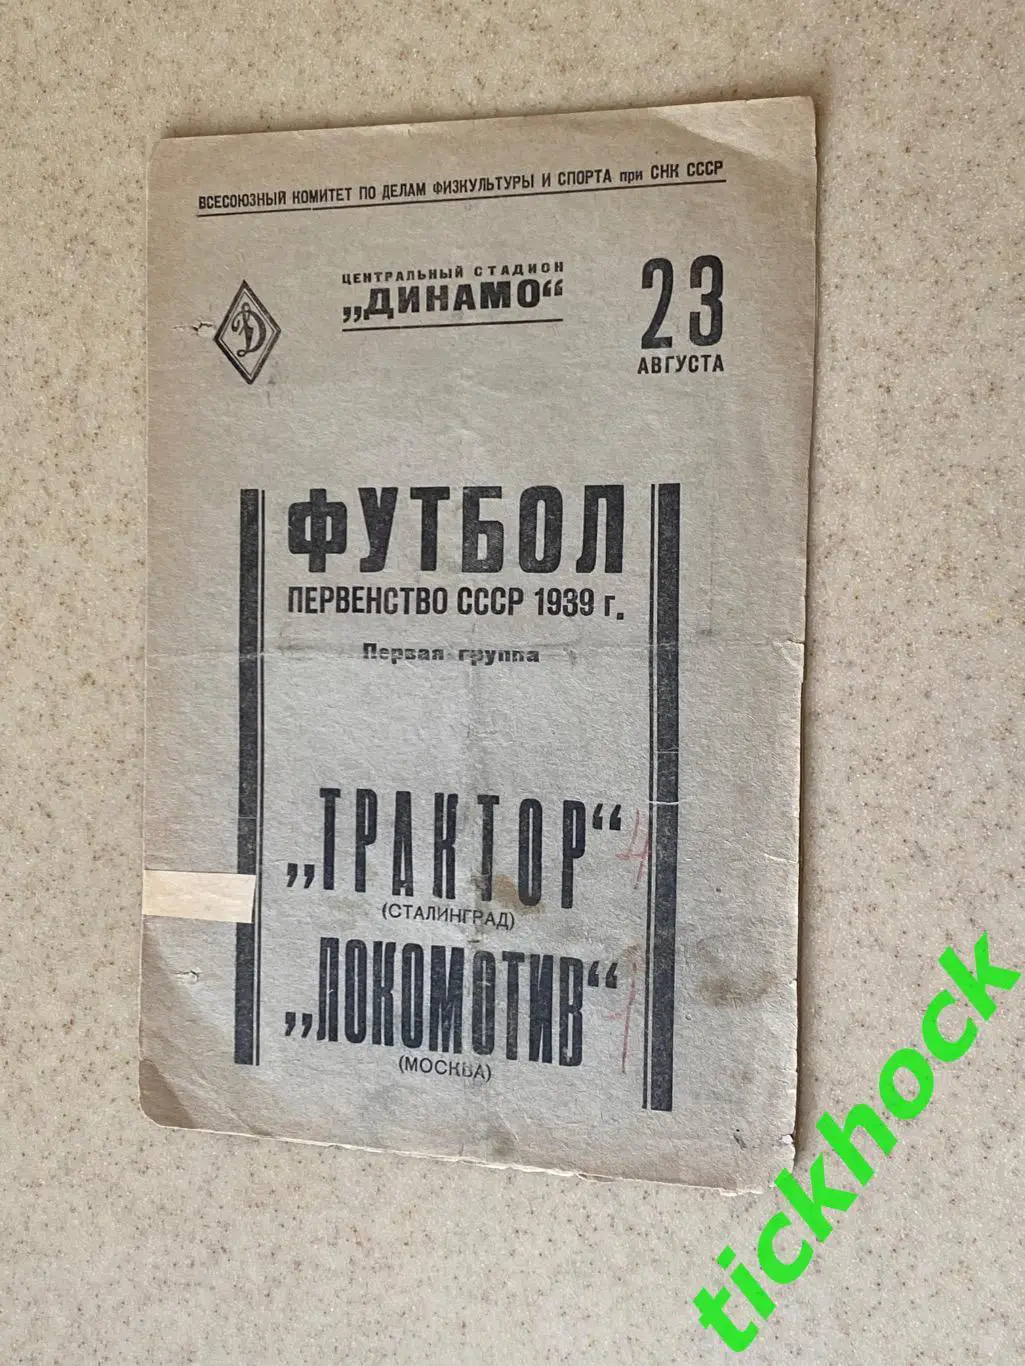 ВСЕСОЮЗНЫЙ КОМИТЕТ ПО ДЕЛАМ ФИЗКУЛЬТУРЫ И СПОРТА при СНК СССР
Д
ЦЕНТРАЛЬНЫЙ СТАДИОН
„ДИНАМО“
23
АВГУСТА
ФУТБОЛ
ПЕРВЕНСТВО СССР 1939 г.
Первая группа
„ТРАКТОР“ 4
(СТАЛИНГРАД)
„ЛОКОМОТИВ“
(МОСКВА)
tickhock